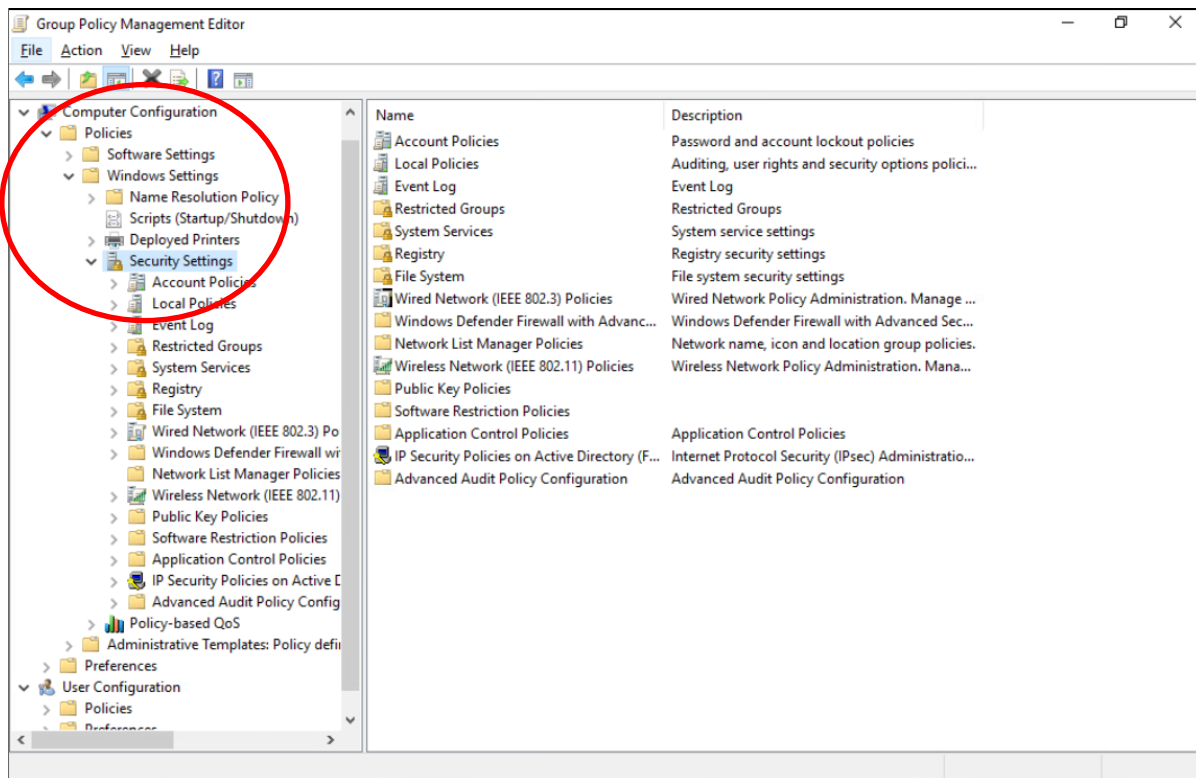 Group Policy Management Editor
File Action View Help
Computer Configuration
Policies
Software Settings
Windows Settings
Name Resolution Policy
Scripts (Startup/Shutdown)
Deployed Printers
Security Settings
Account Policies
Local Policies
Event Log
Restricted Groups
System Services
Registry
File System
Wired Network (IEEE 802.3) Po
Windows Defender Firewall wi
Network List Manager Policies
Wireless Network (IEEE 802.11)
Public Key Policies
Software Restriction Policies
Application Control Policies
IP Security Policies on Active D
Advanced Audit Policy Config
Policy-based QoS
Administrative Templates: Policy defi
Preferences
User Configuration
Policies
Preferences
Name Description
Account Policies Password and account lockout policies
Local Policies Auditing, user rights and security options polici...
Event Log Event Log
Restricted Groups Restricted Groups
System Services System service settings
Registry Registry security settings
File System File system security settings
Wired Network (IEEE 802.3) Policies Wired Network Policy Administration. Manage ...
Windows Defender Firewall with Advanc... Windows Defender Firewall with Advanced Sec...
Network List Manager Policies Network name, icon and location group policies.
Wireless Network (IEEE 802.11) Policies Wireless Network Policy Administration. Mana...
Public Key Policies
Software Restriction Policies
Application Control Policies Application Control Policies
IP Security Policies on Active Directory (F... Internet Protocol Security (IPsec) Administratio...
Advanced Audit Policy Configuration Advanced Audit Policy Configuration